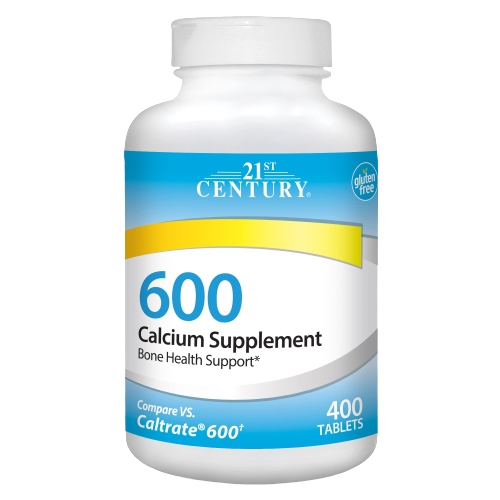 21ST
CENTURY®
gluten
free
600
Calcium Supplement
Bone Health Support*
Compare VS.
Caltrate® 600†
400
TABLETS